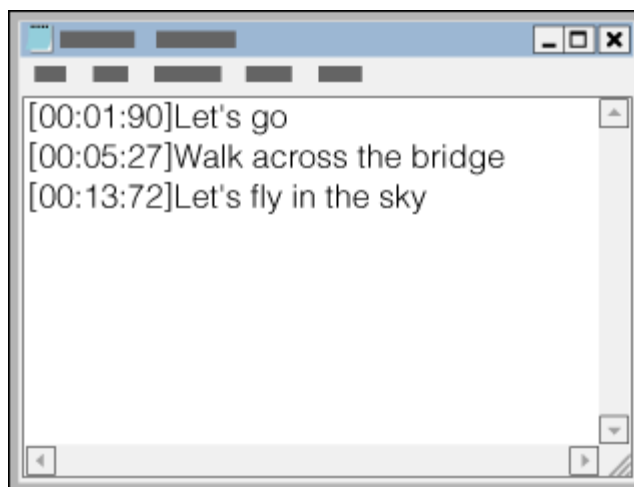 [00:01:90]Let's go
[00:05:27]Walk across the bridge
[00:13:72]Let's fly in the sky